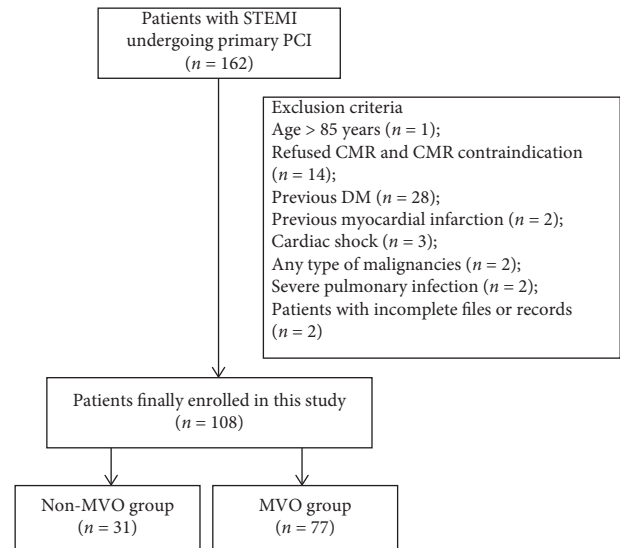 Patients with STEMI
undergoing primary PCI
(n = 162)
Exclusion criteria
Age > 85 years (n = 1);
Refused CMR and CMR contraindication
(n = 14);
Previous DM (n = 28);
Previous myocardial infarction (n = 2);
Cardiac shock (n = 3);
Any type of malignancies (n = 2);
Severe pulmonary infection (n = 2);
Patients with incomplete files or records
(n = 2)
Patients finally enrolled in this study
(n = 108)
Non-MVO group
(n = 31)
MVO group
(n = 77)